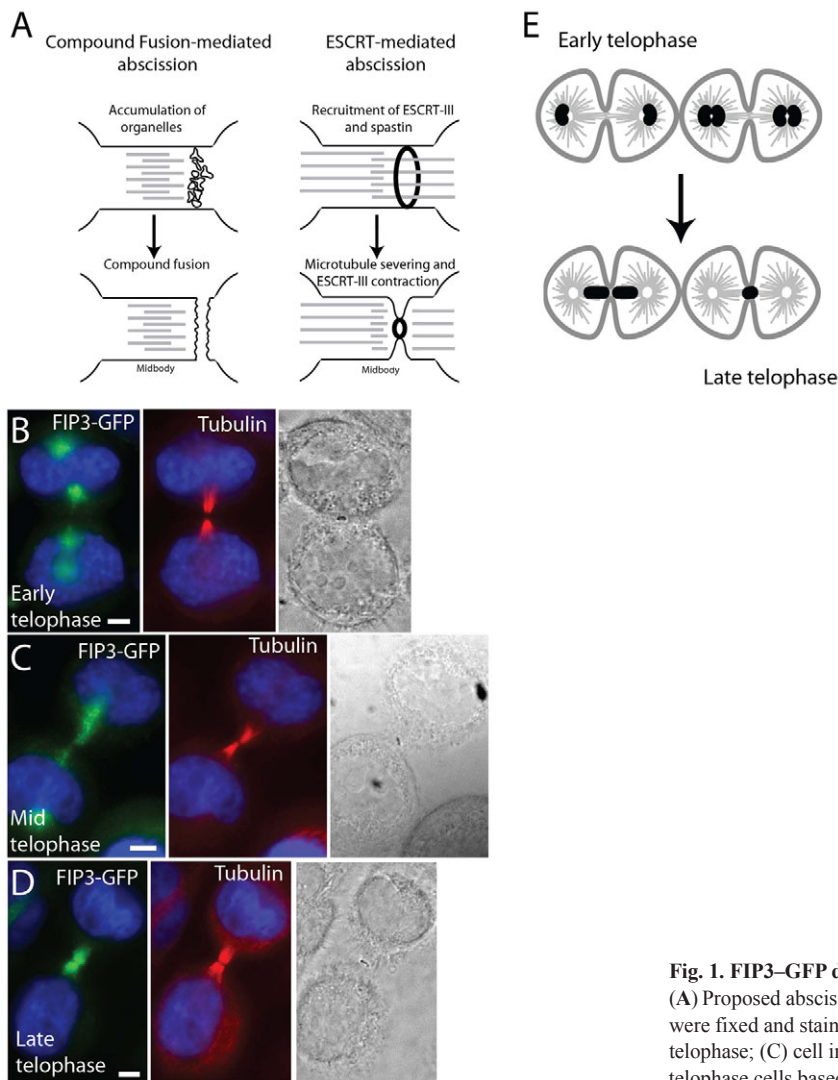 A
Compound Fusion-mediated
abscission
Accumulation of
organelles
Compound fusion
Midbody
ESCRT-mediated
abscission
Recruitment of ESCRT-III
and spastin
Microtubule severing and
ESCRT-III contraction
Midbody
E
Early telophase
Late telophase
B
FIP3-GFP
Tubulin
Early
telophase
C
FIP3-GFP
Tubulin
Mid
telophase
D
FIP3-GFP
Tubulin
Late
telophase
Fig. 1. FIP3–GFP d
(A) Proposed absciss
were fixed and stain
telophase; (C) cell in
telophase cells based